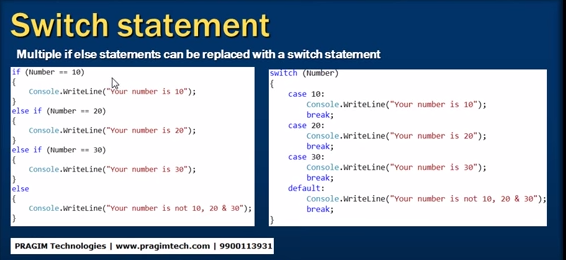 Switch statement
Multiple if else statements can be replaced with a switch statement
if (Number == 10)
{
    Console.WriteLine("Your number is 10");
}
else if (Number == 20)
{
    Console.WriteLine("Your number is 20");
}
else if (Number == 30)
{
    Console.WriteLine("Your number is 30");
}
else
{
    Console.WriteLine("Your number is not 10, 20 & 30");
}
switch (Number)
{
    case 10:
        Console.WriteLine("Your number is 10");
        break;
    case 20:
        Console.WriteLine("Your number is 20");
        break;
    case 30:
        Console.WriteLine("Your number is 30");
        break;
    default:
        Console.WriteLine("Your number is not 10, 20 & 30");
        break;
}
PRAGIM Technologies | www.pragimtech.com | 9900113931